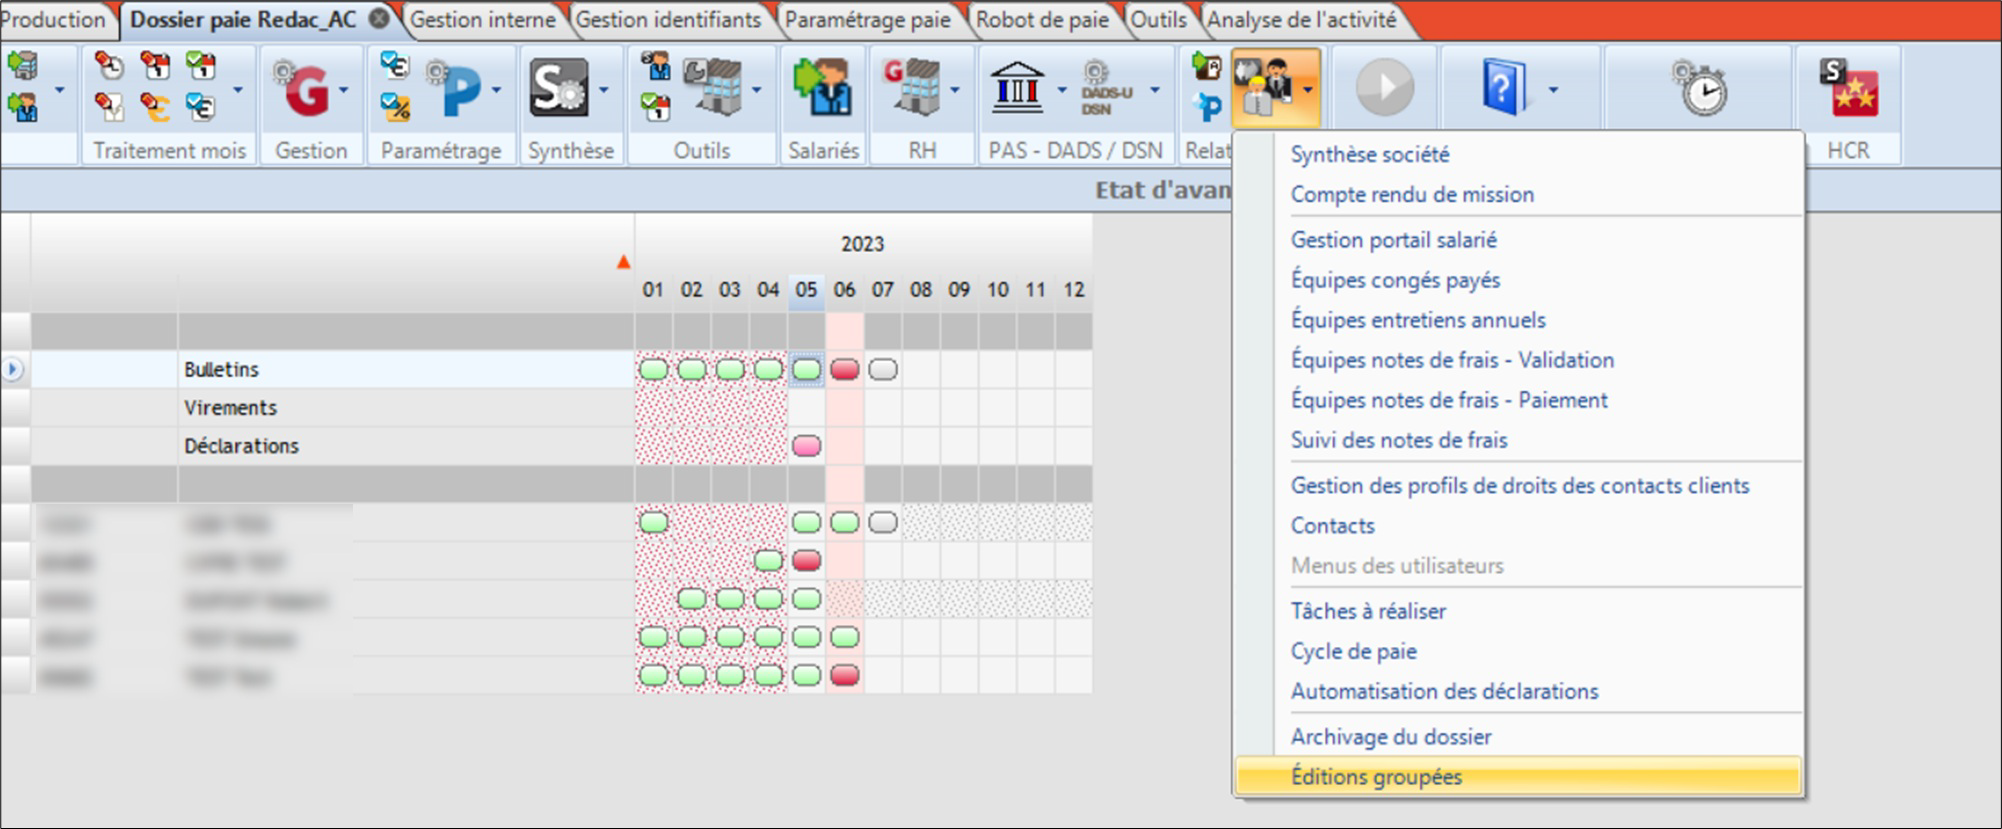 Production Dossier paie Redac_AC Gestion interne Gestion identifiants Paramétrage paie Robot de paie Outils Analyse de l'activité
DADS-U
DSN
Traitement mois Gestion Paramétrage Synthèse Outils Salariés RH PAS - DADS / DSN Relat HCR
Etat d'avan
2023
01 02 03 04 05 06 07 08 09 10 11 12
Bulletins
Virements
Déclarations
Synthèse société
Compte rendu de mission
Gestion portail salarié
Équipes congés payés
Équipes entretiens annuels
Équipes notes de frais - Validation
Équipes notes de frais - Paiement
Suivi des notes de frais
Gestion des profils de droits des contacts clients
Contacts
Menus des utilisateurs
Tâches à réaliser
Cycle de paie
Automatisation des déclarations
Archivage du dossier
Éditions groupées